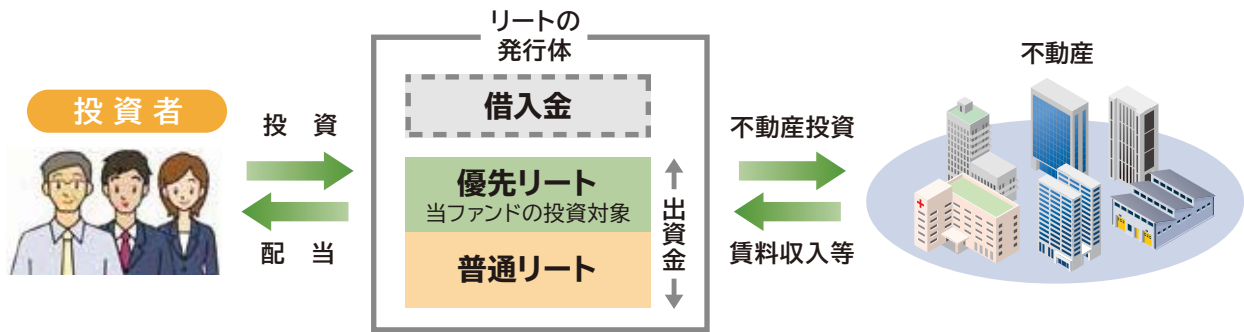 リートの
発行体
不動産
投資者
借入金
投 資
不動産投資
優先リート
当ファンドの投資対象
出資金
配 当
賃料収入等
普通リート